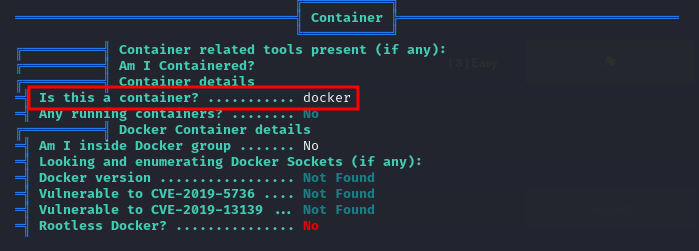 Container
Container related tools present (if any):
Am I Containered?
Container details
Is this a container? ........... docker
Any running containers? ........ No
Docker Container details
Am I inside Docker group ....... No
Looking and enumerating Docker Sockets (if any):
Docker version ................. Not Found
Vulnerable to CVE-2019-5736 .... Not Found
Vulnerable to CVE-2019-13139 ... Not Found
Rootless Docker? ............... No